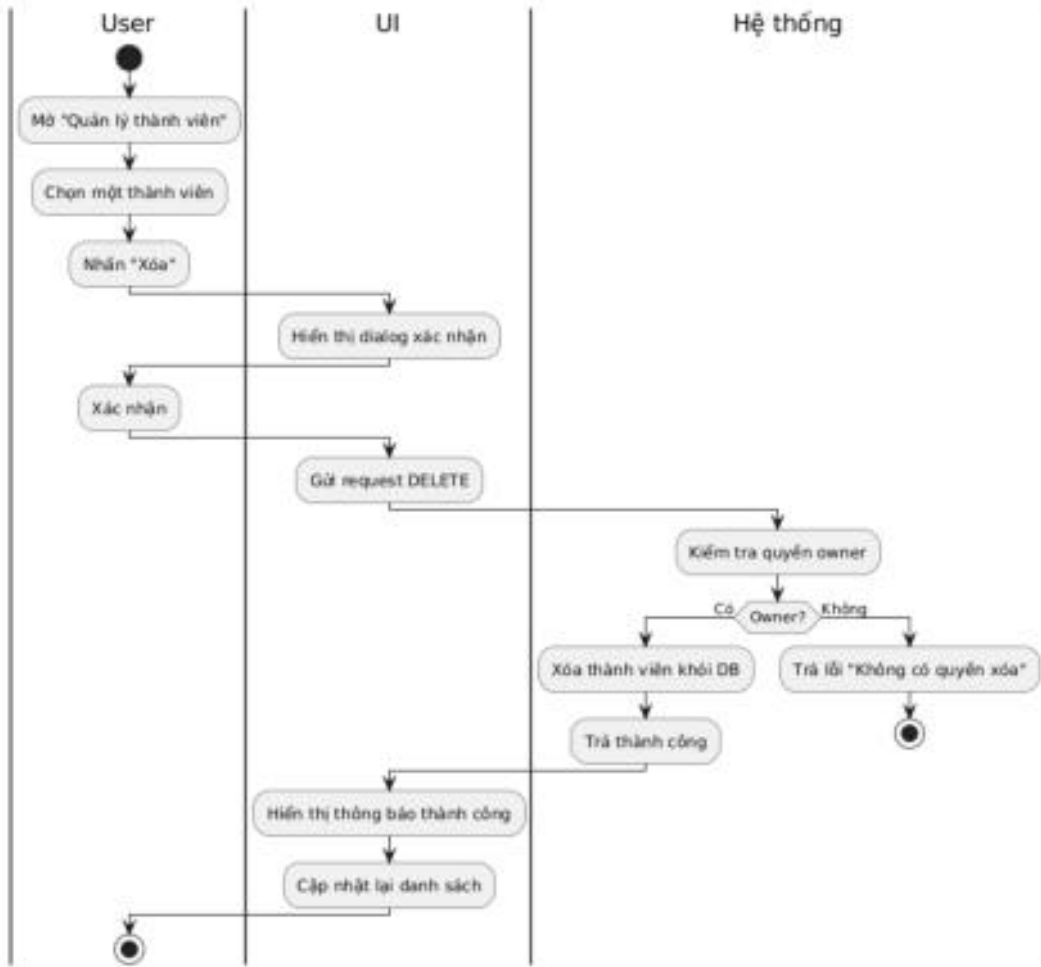 User
UI
Hệ thống
Mở "Quản lý thành viên"
Chọn một thành viên
Nhấn "Xóa"
Hiển thị dialog xác nhận
Xác nhận
Gửi request DELETE
Kiểm tra quyền owner
Có
Owner?
Không
Xóa thành viên khỏi DB
Trả lỗi "Không có quyền xóa"
Trả thành công
Hiển thị thông báo thành công
Cập nhật lại danh sách